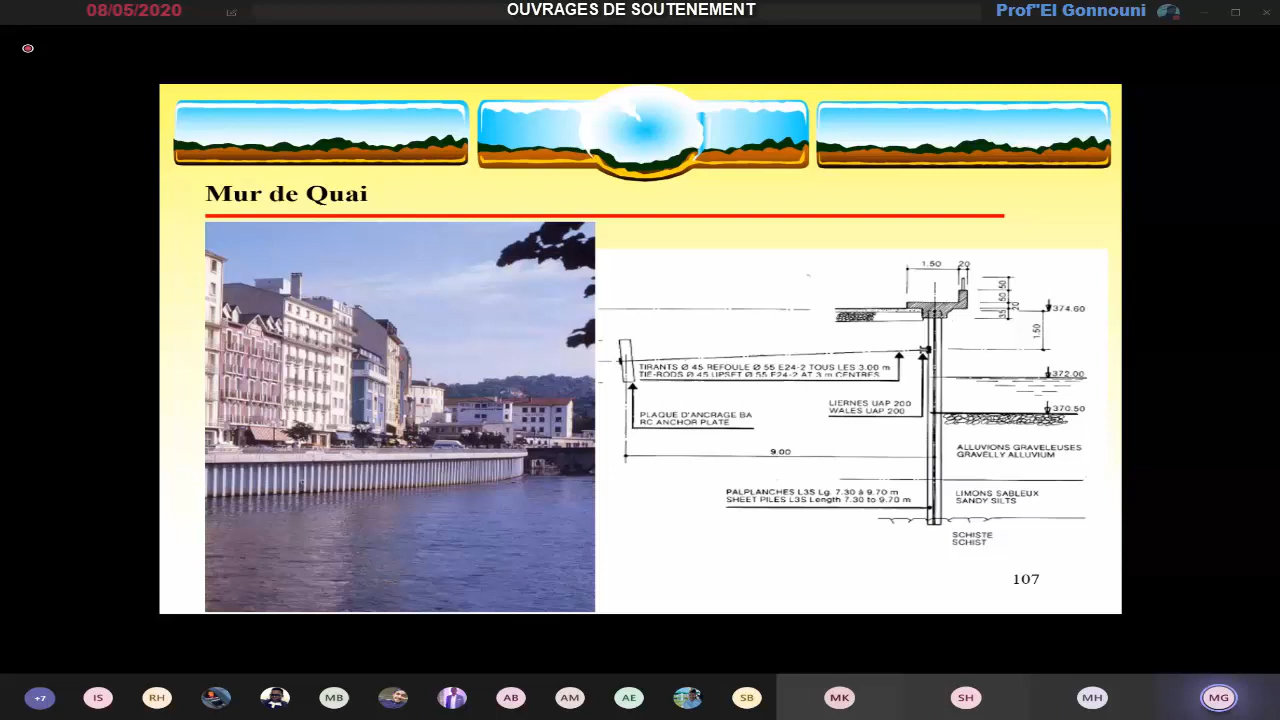 08/05/2020
OUVRAGES DE SOUTENEMENT
Prof"El Gonnouni
Mur de Quai
1.50
20
50
50
20
35
374.60
1.50
TIRANTS Ø 45 REFOULE Ø 55 E24-2 TOUS LES 3.00 m
TIE-RODS Ø 45 UPSET Ø 55 E24-2 AT 3 m CENTRES
372.00
LIERNES UAP 200
WALES UAP 200
370.50
PLAQUE D'ANCRAGE BA
RC ANCHOR PLATE
9.00
ALLUVIONS GRAVELEUSES
GRAVELLY ALLUVIUM
PALPLANCHES L3S Lg. 7.30 à 9.70 m
SHEET PILES L3S Length 7.30 to 9.70 m
LIMONS SABLEUX
SANDY SILTS
SCHISTE
SCHIST
107
+7
IS
RH
MB
AB
AM
AE
SB
MK
SH
MH
MG